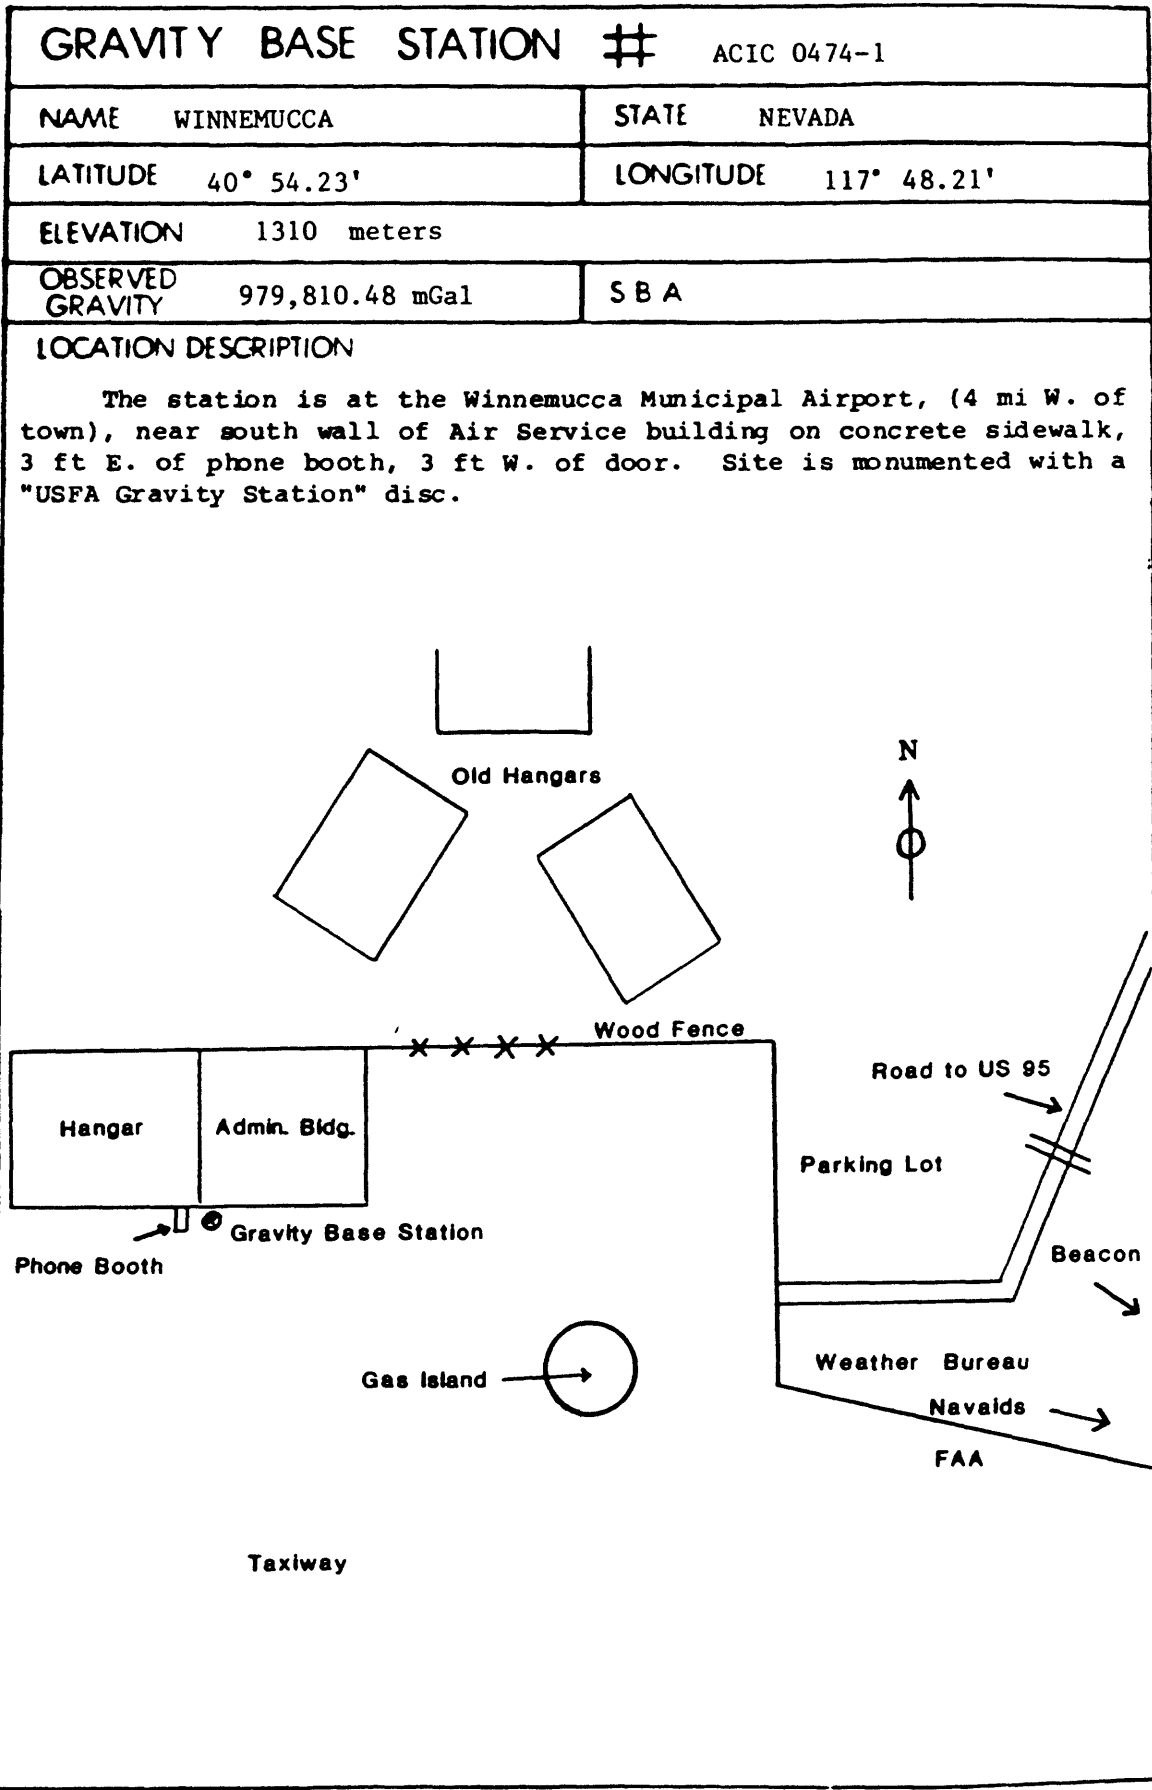 GRAVITY BASE STATION # ACIC 0474-1
NAME WINNEMUCCA STATE NEVADA
LATITUDE 40° 54.23' LONGITUDE 117° 48.21'
ELEVATION 1310 meters
OBSERVED GRAVITY 979,810.48 mGal SBA
LOCATION DESCRIPTION
The station is at the Winnemucca Municipal Airport, (4 mi W. of
town), near south wall of Air Service building on concrete sidewalk,
3 ft E. of phone booth, 3 ft W. of door. Site is monumented with a
"USFA Gravity Station" disc.
Old Hangars
N
Wood Fence
Road to US 95
Hangar
Admin. Bldg.
Parking Lot
Gravity Base Station
Phone Booth
Beacon
Gas Island
Weather Bureau
Navaids
FAA
Taxiway